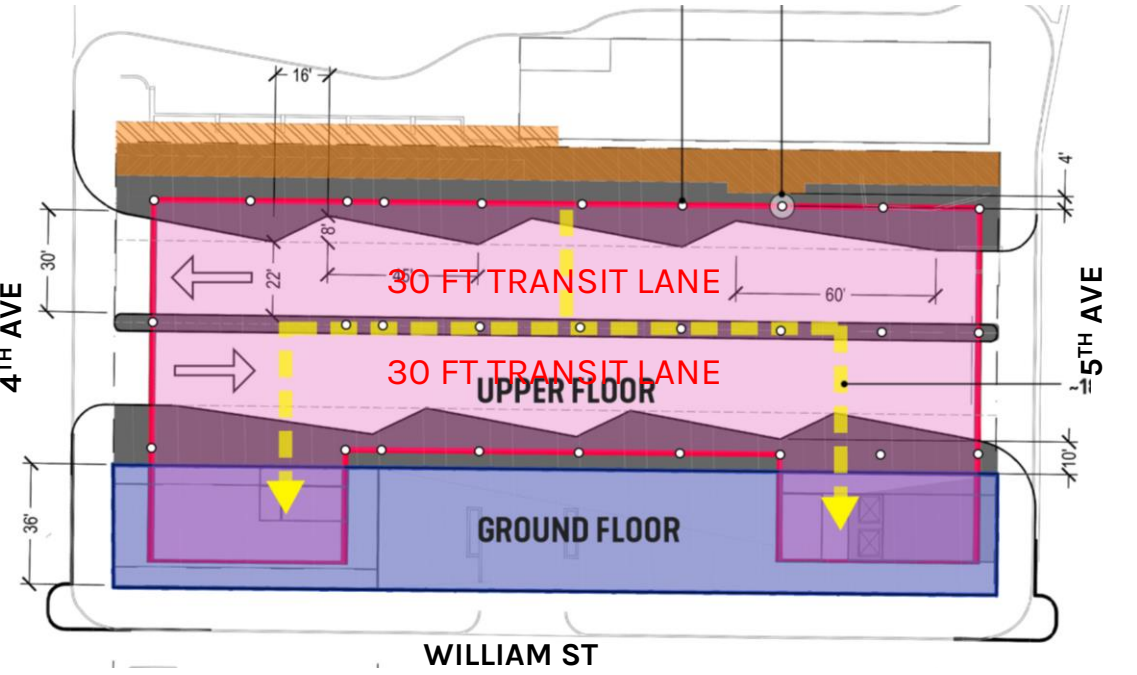 16'
4'
8'
30'
22'
45'
30 FT TRANSIT LANE
60'
4TH AVE
5TH AVE
30 FT TRANSIT LANE
UPPER FLOOR
10'
36'
GROUND FLOOR
WILLIAM ST